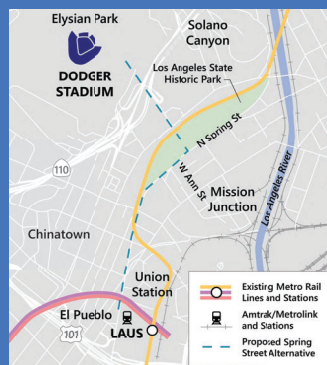 Elysian Park
Solano
Canyon
DODGER
STADIUM
Los Angeles State
Historic Park
N Spring St
W Ann St
110
Mission
Junction
Los Angeles River
Chinatown
Union
Station
El Pueblo
101
LAUS
Existing Metro Rail
Lines and Stations
Amtrak/Metrolink
and Stations
Proposed Spring
Street Alternative